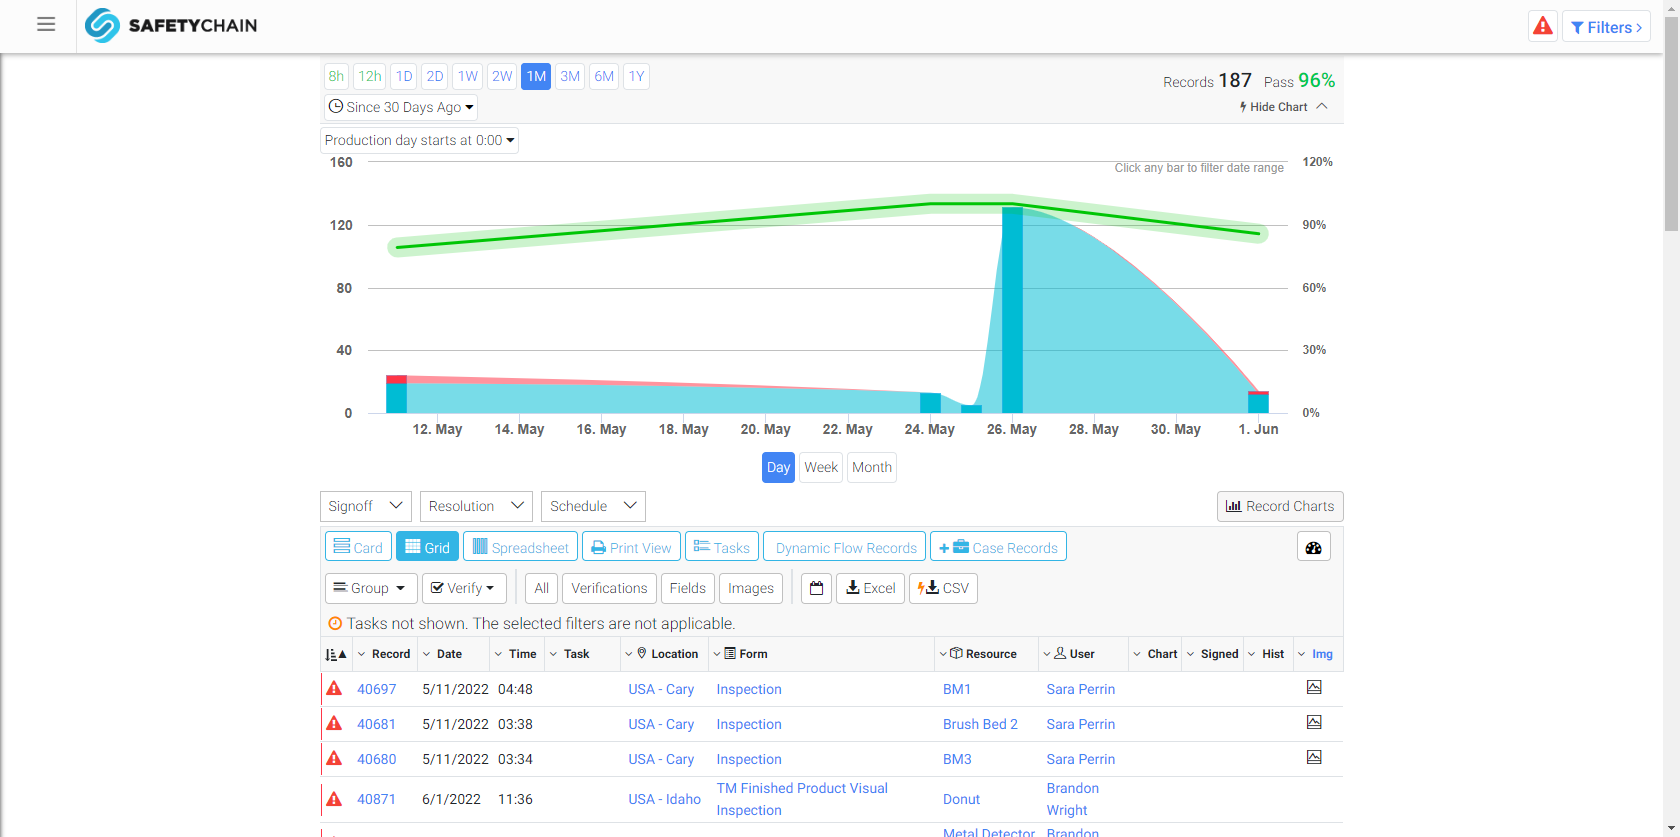 SAFETYCHAIN
Filters
8h 12h 1D 2D 1W 2W 1M 3M 6M 1Y
Records 187 Pass 96%
Since 30 Days Ago
Hide Chart
Production day starts at 0:00
160 120%
Click any bar to filter date range
120 90%
80 60%
40 30%
0 0%
12. May 14. May 16. May 18. May 20. May 22. May 24. May 26. May 28. May 30. May 1. Jun
Day Week Month
Signoff Resolution Schedule Record Charts
Card Grid Spreadsheet Print View Tasks Dynamic Flow Records + Case Records
Group Verify All Verifications Fields Images Excel CSV
Tasks not shown. The selected filters are not applicable.
Record Date Time Task Location Form Resource User Chart Signed Hist Img
40697 5/11/2022 04:48 USA - Cary Inspection BM1 Sara Perrin
40681 5/11/2022 03:38 USA - Cary Inspection Brush Bed 2 Sara Perrin
40680 5/11/2022 03:34 USA - Cary Inspection BM3 Sara Perrin
40871 6/1/2022 11:36 USA - Idaho TM Finished Product Visual Inspection Donut Brandon Wright
Metal Detector Brandon